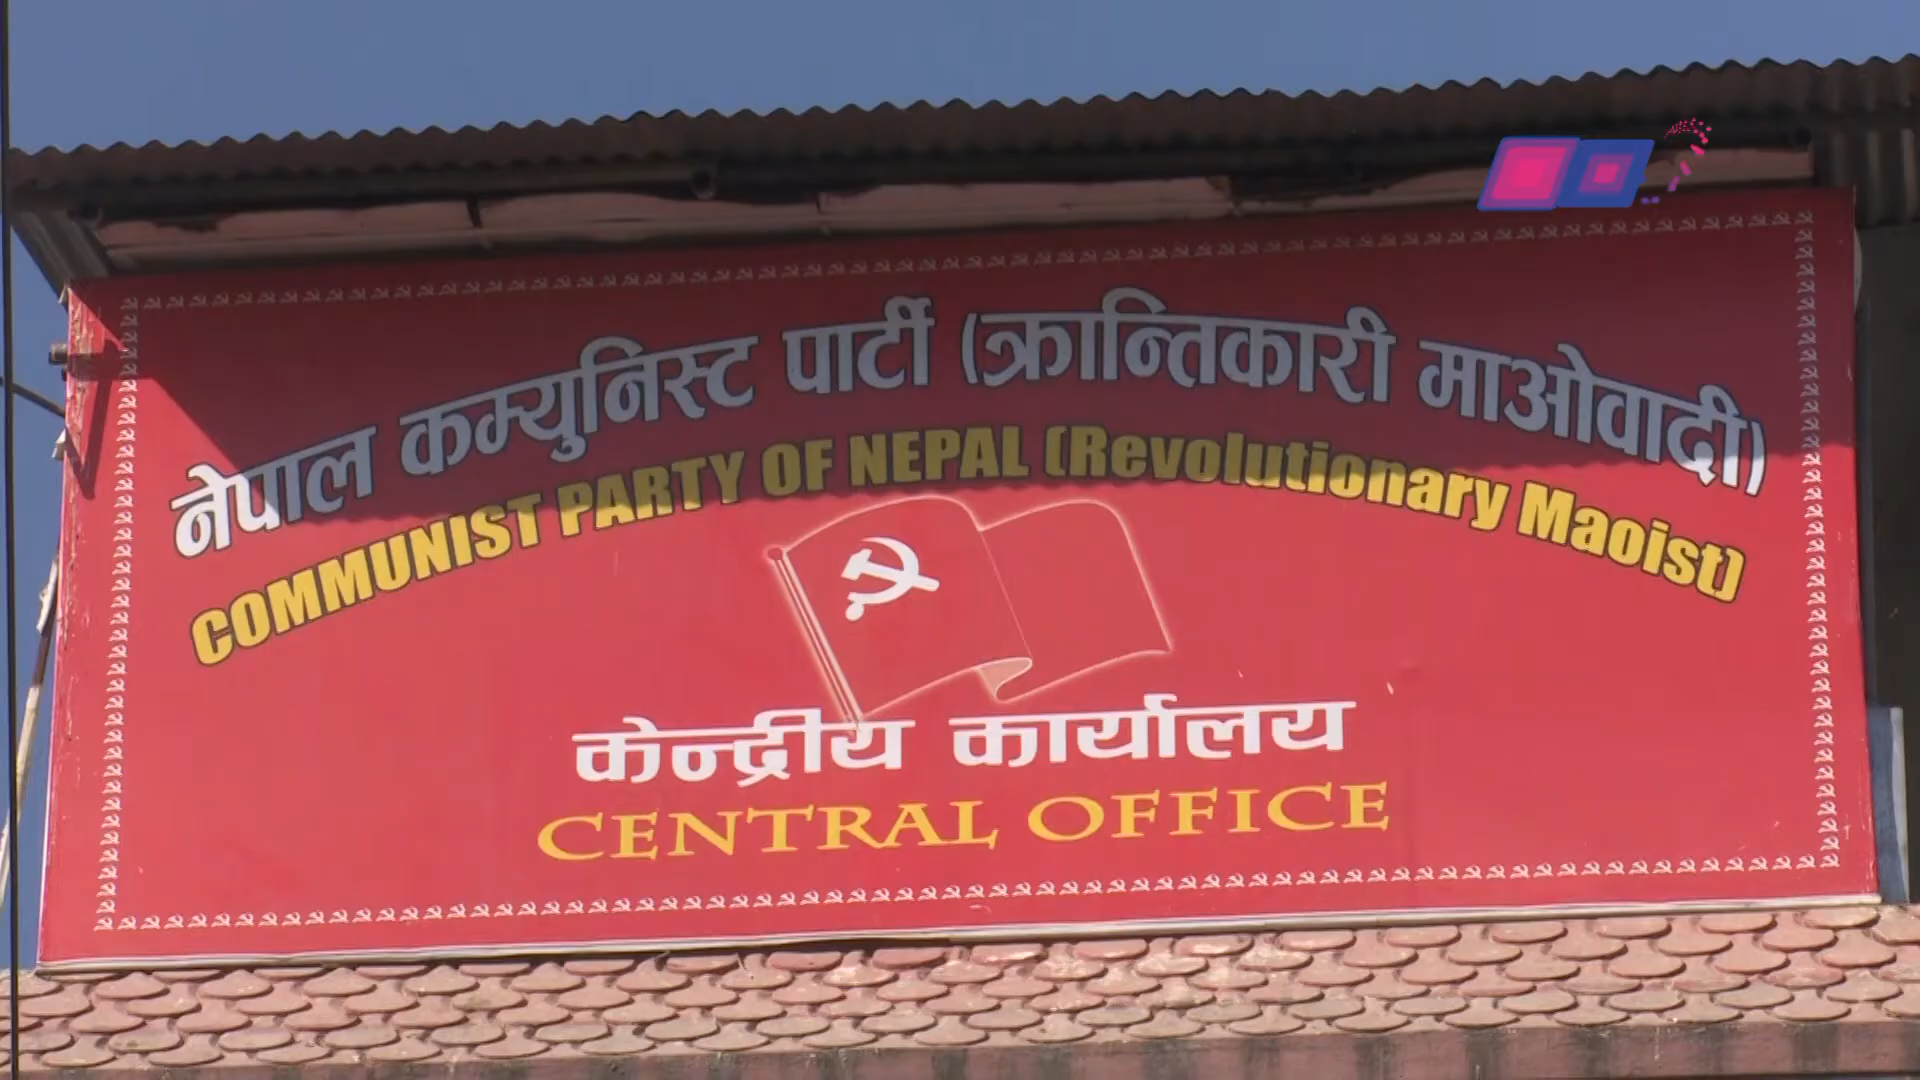 नेपाल कम्युनिस्ट पार्टी (क्रान्तिकारी माओवादी)
COMMUNIST PARTY OF NEPAL (Revolutionary Maoist)
केन्द्रीय कार्यालय
CENTRAL OFFICE